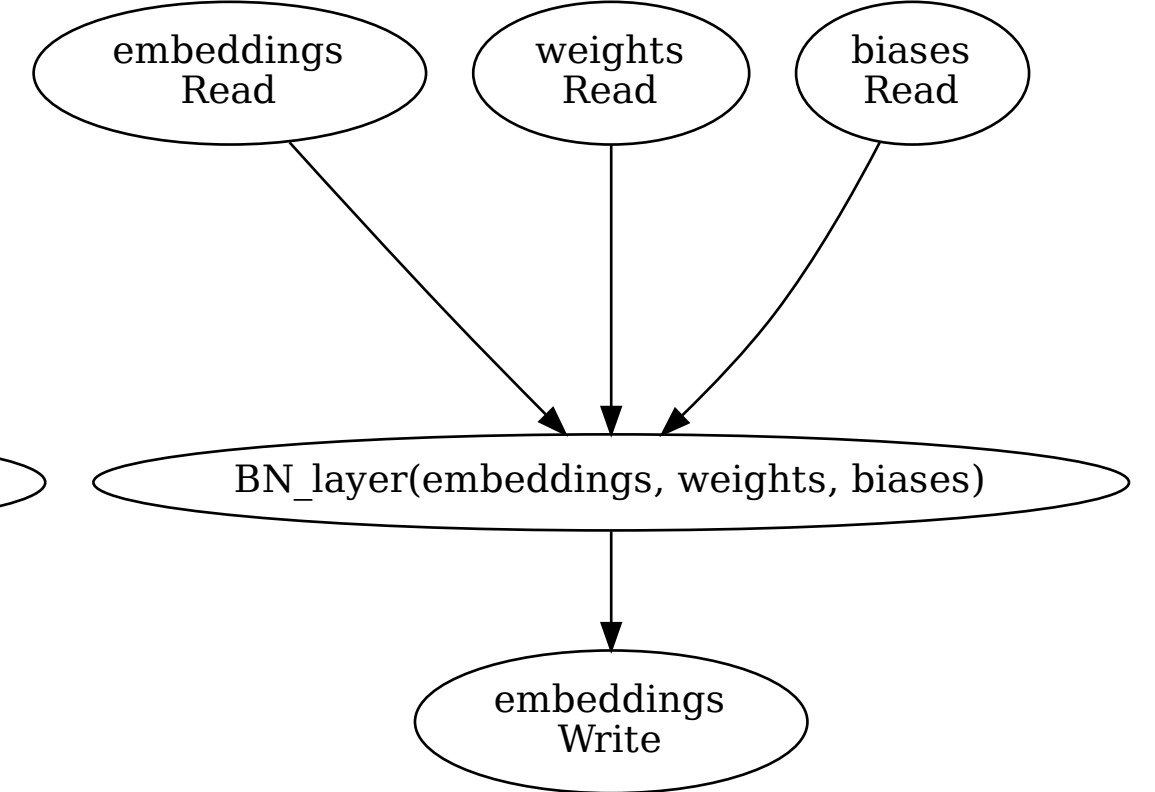 embeddings
Read
weights
Read
biases
Read
BN_layer(embeddings, weights, biases)
embeddings
Write